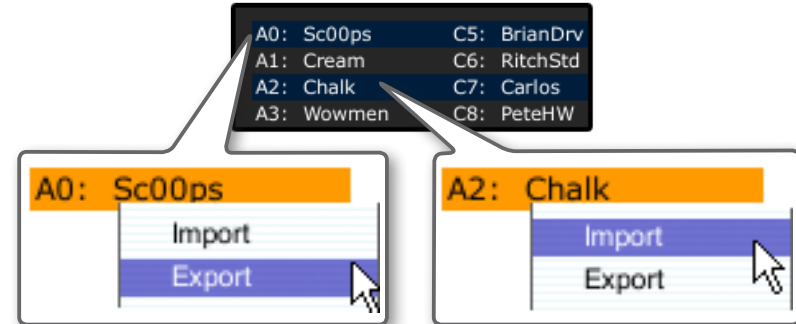 A0: Sc00ps C5: BrianDrv
A1: Cream C6: RitchStd
A2: Chalk C7: Carlos
A3: Wowmen C8: PeteHW
A0: Sc00ps
Import
Export
A2: Chalk
Import
Export